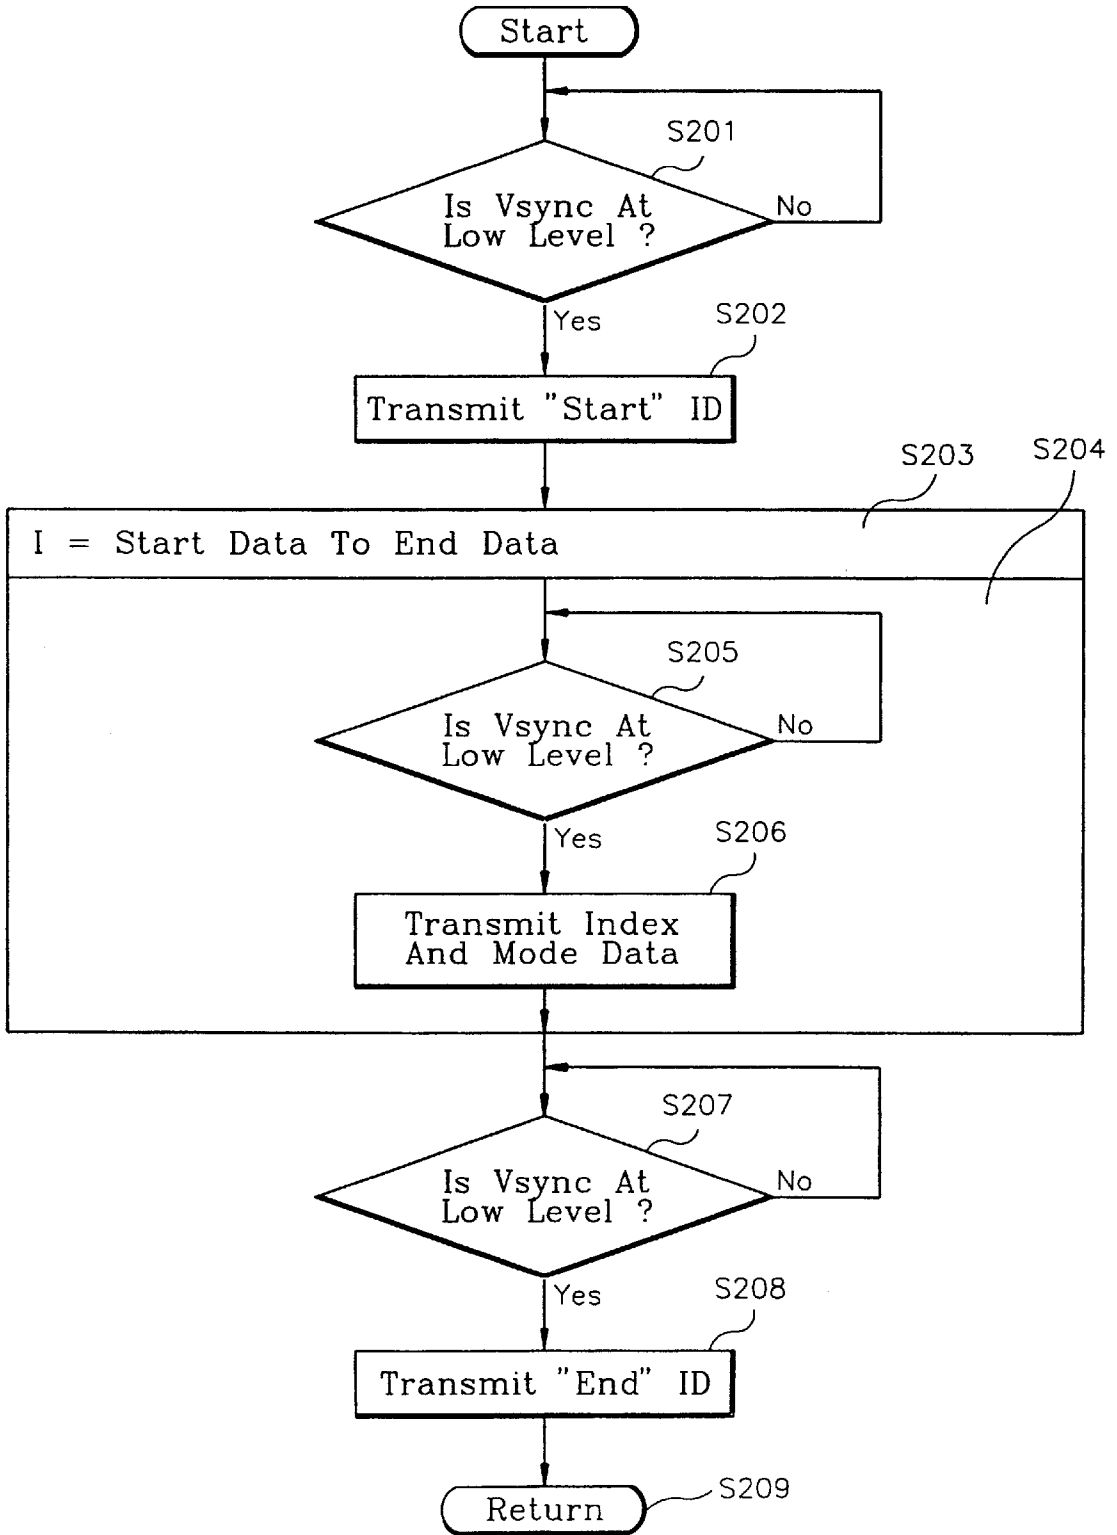 Start
S201
Is Vsync At
Low Level ?
No
Yes
S202
Transmit "Start" ID
S203
S204
I = Start Data To End Data
S205
Is Vsync At
Low Level ?
No
Yes
S206
Transmit Index
And Mode Data
S207
Is Vsync At
Low Level ?
No
Yes
S208
Transmit "End" ID
Return
S209